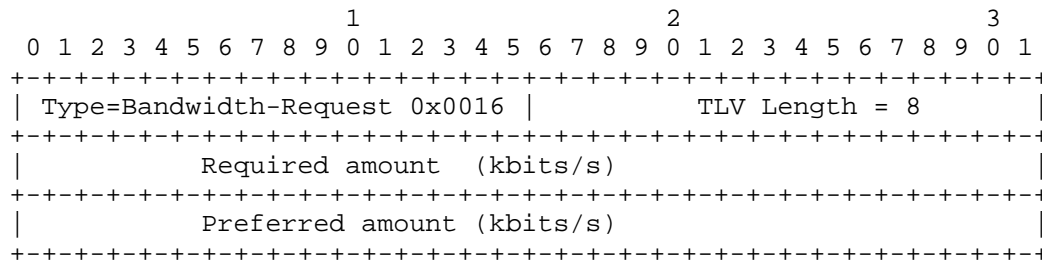 1                   2                   3
 0 1 2 3 4 5 6 7 8 9 0 1 2 3 4 5 6 7 8 9 0 1 2 3 4 5 6 7 8 9 0 1
+-+-+-+-+-+-+-+-+-+-+-+-+-+-+-+-+-+-+-+-+-+-+-+-+-+-+-+-+-+-+-+-+
| Type=Bandwidth-Request 0x0016 |          TLV Length = 8       |
+-+-+-+-+-+-+-+-+-+-+-+-+-+-+-+-+-+-+-+-+-+-+-+-+-+-+-+-+-+-+-+-+
|           Required amount  (kbits/s)                          |
+-+-+-+-+-+-+-+-+-+-+-+-+-+-+-+-+-+-+-+-+-+-+-+-+-+-+-+-+-+-+-+-+
|           Preferred amount (kbits/s)                          |
+-+-+-+-+-+-+-+-+-+-+-+-+-+-+-+-+-+-+-+-+-+-+-+-+-+-+-+-+-+-+-+-+